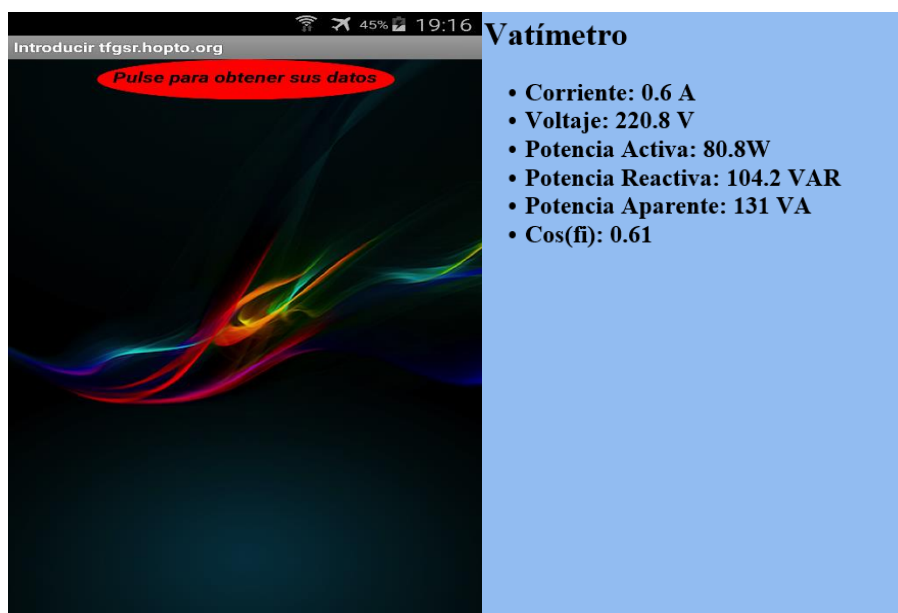 45% 19:16
Introducir tfgsr.hopto.org
Pulse para obtener sus datos
Vatímetro
• Corriente: 0.6 A
• Voltaje: 220.8 V
• Potencia Activa: 80.8W
• Potencia Reactiva: 104.2 VAR
• Potencia Aparente: 131 VA
• Cos(fi): 0.61